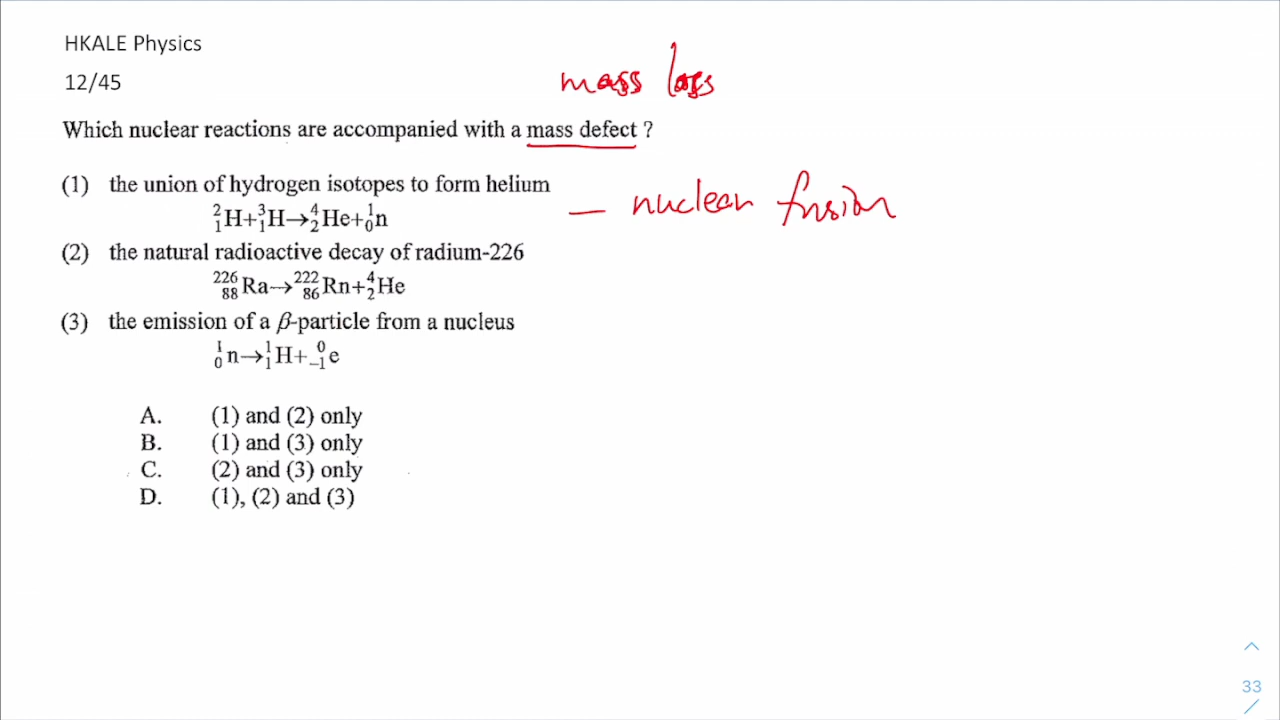 HKALE Physics
12/45
mass loss
Which nuclear reactions are accompanied with a mass defect ?
(1) the union of hydrogen isotopes to form helium
— nuclear fusion
²₁H+³₁H→⁴₂He+¹₀n
(2) the natural radioactive decay of radium-226
²²⁶₈₈Ra→²²²₈₆Rn+⁴₂He
(3) the emission of a β-particle from a nucleus
¹₀n→¹₁H+⁰₋₁e
A. (1) and (2) only
B. (1) and (3) only
C. (2) and (3) only
D. (1), (2) and (3)
33